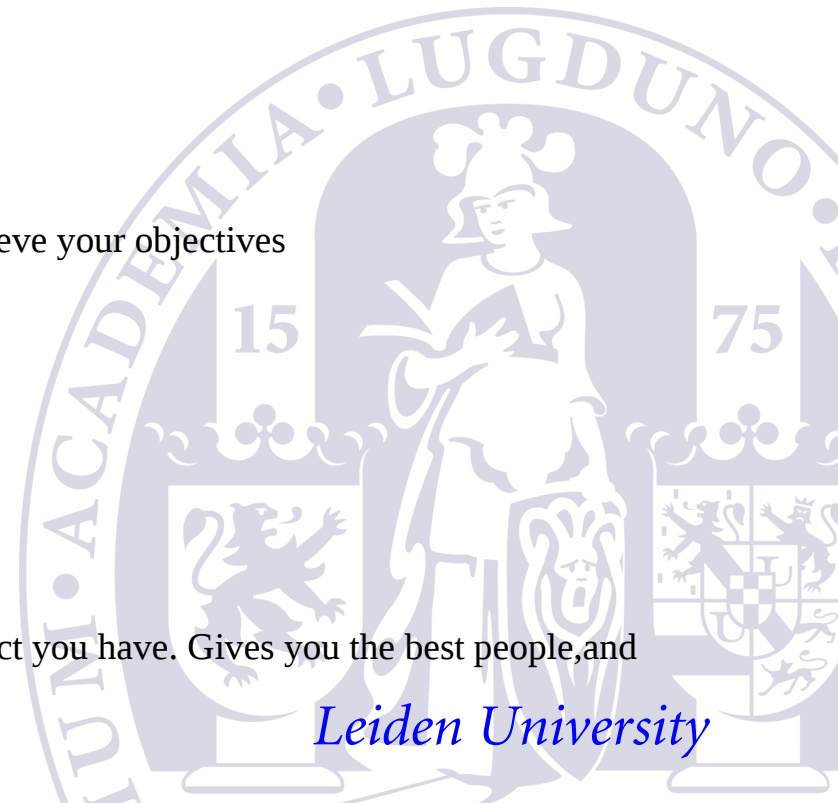 ACADEMIA • LUGDUNO •
eve your objectives
15 75
ct you have. Gives you the best people,and
Leiden University